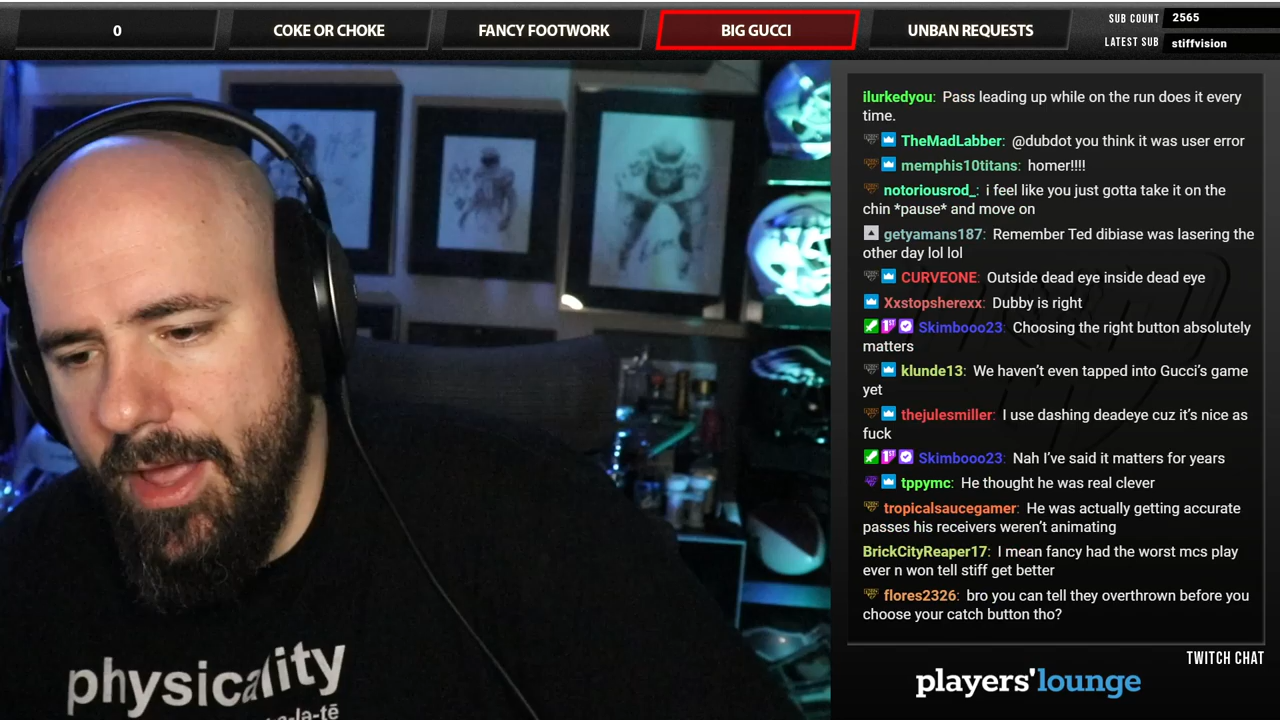 0
COKE OR CHOKE
FANCY FOOTWORK
BIG GUCCI
UNBAN REQUESTS
SUB COUNT 2565
LATEST SUB stiffvision
ilurkedyou: Pass leading up while on the run does it every
time.
TheMadLabber: @dubdot you think it was user error
memphis10titans: homer!!!!
notoriousrod_: i feel like you just gotta take it on the
chin *pause* and move on
getyamans187: Remember Ted dibiase was lasering the
other day lol lol
CURVEONE: Outside dead eye inside dead eye
Xxstopsherexx: Dubby is right
Skimbooo23: Choosing the right button absolutely
matters
klunde13: We haven't even tapped into Gucci's game
yet
thejulesmiller: I use dashing deadeye cuz it's nice as
fuck
Skimbooo23: Nah I've said it matters for years
tppymc: He thought he was real clever
tropicalsaucegamer: He was actually getting accurate
passes his receivers weren't animating
BrickCityReaper17: I mean fancy had the worst mcs play
ever n won tell stiff get better
flores2326: bro you can tell they overthrown before you
choose your catch button tho?
TWITCH CHAT
players'lounge
physicality
-la-tē